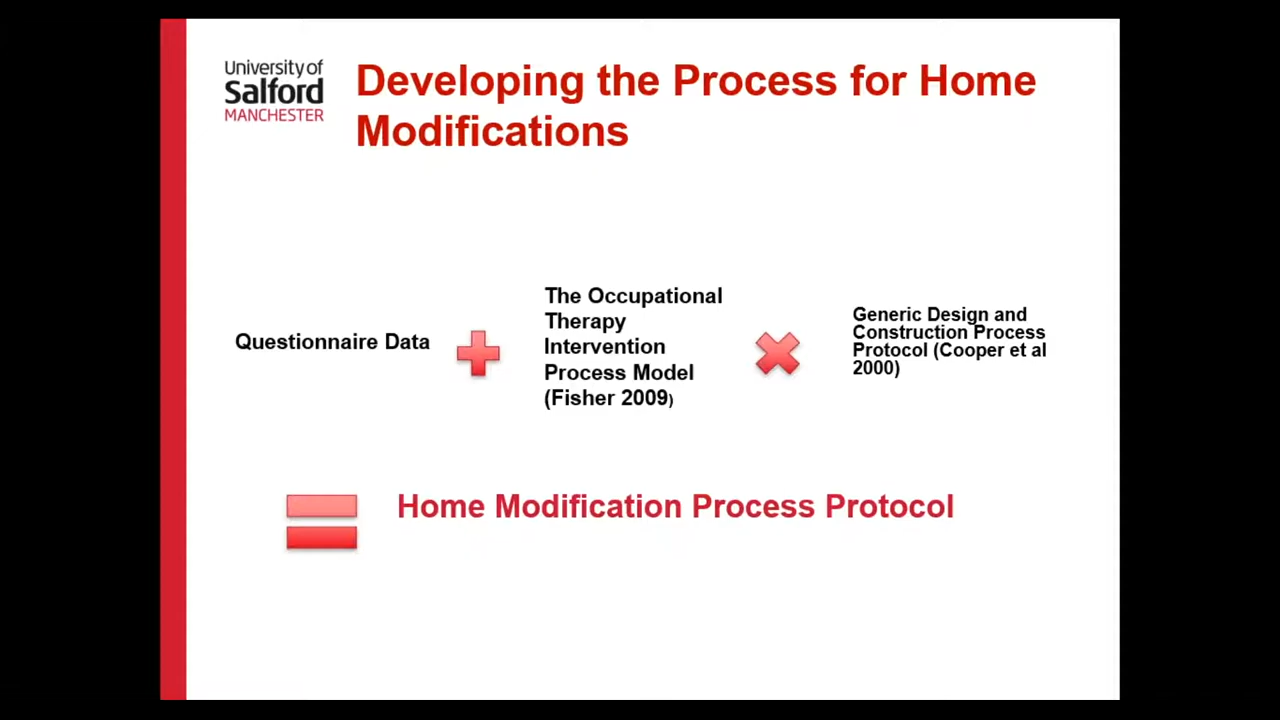 University of
Salford
MANCHESTER
Developing the Process for Home
Modifications
Questionnaire Data
The Occupational
Therapy
Intervention
Process Model
(Fisher 2009)
Generic Design and
Construction Process
Protocol (Cooper et al
2000)
Home Modification Process Protocol